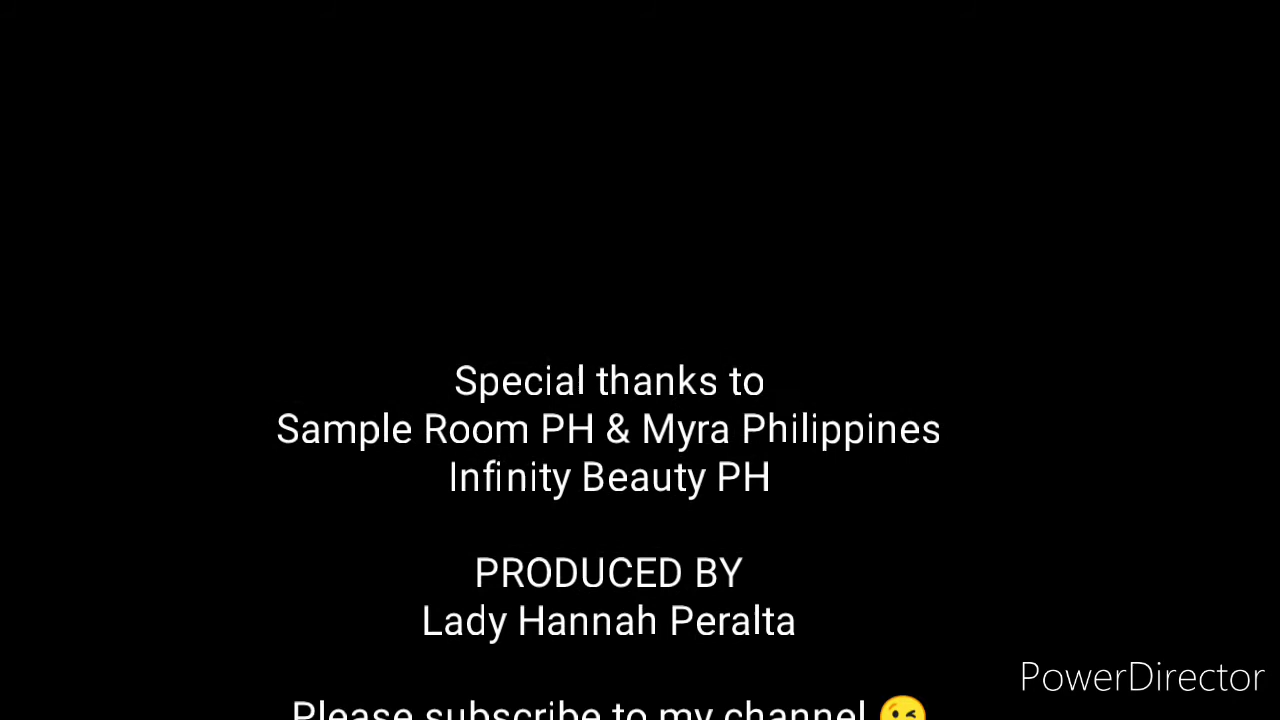 Special thanks to
Sample Room PH & Myra Philippines
Infinity Beauty PH
PRODUCED BY
Lady Hannah Peralta
PowerDirector
Please subscribe to my channel 😉